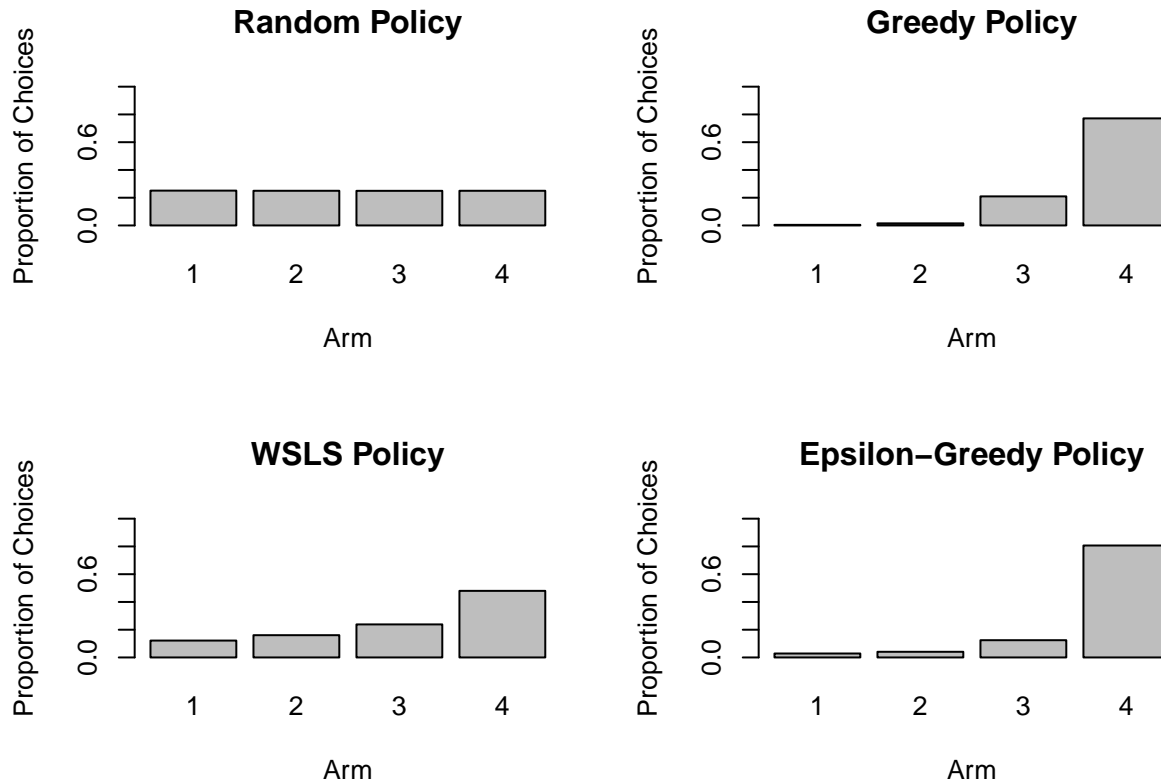 Random Policy
Proportion of Choices
0.0
0.6
1 2 3 4
Arm
Greedy Policy
Proportion of Choices
0.0
0.6
1 2 3 4
Arm
WSLS Policy
Proportion of Choices
0.0
0.6
1 2 3 4
Arm
Epsilon−Greedy Policy
Proportion of Choices
0.0
0.6
1 2 3 4
Arm